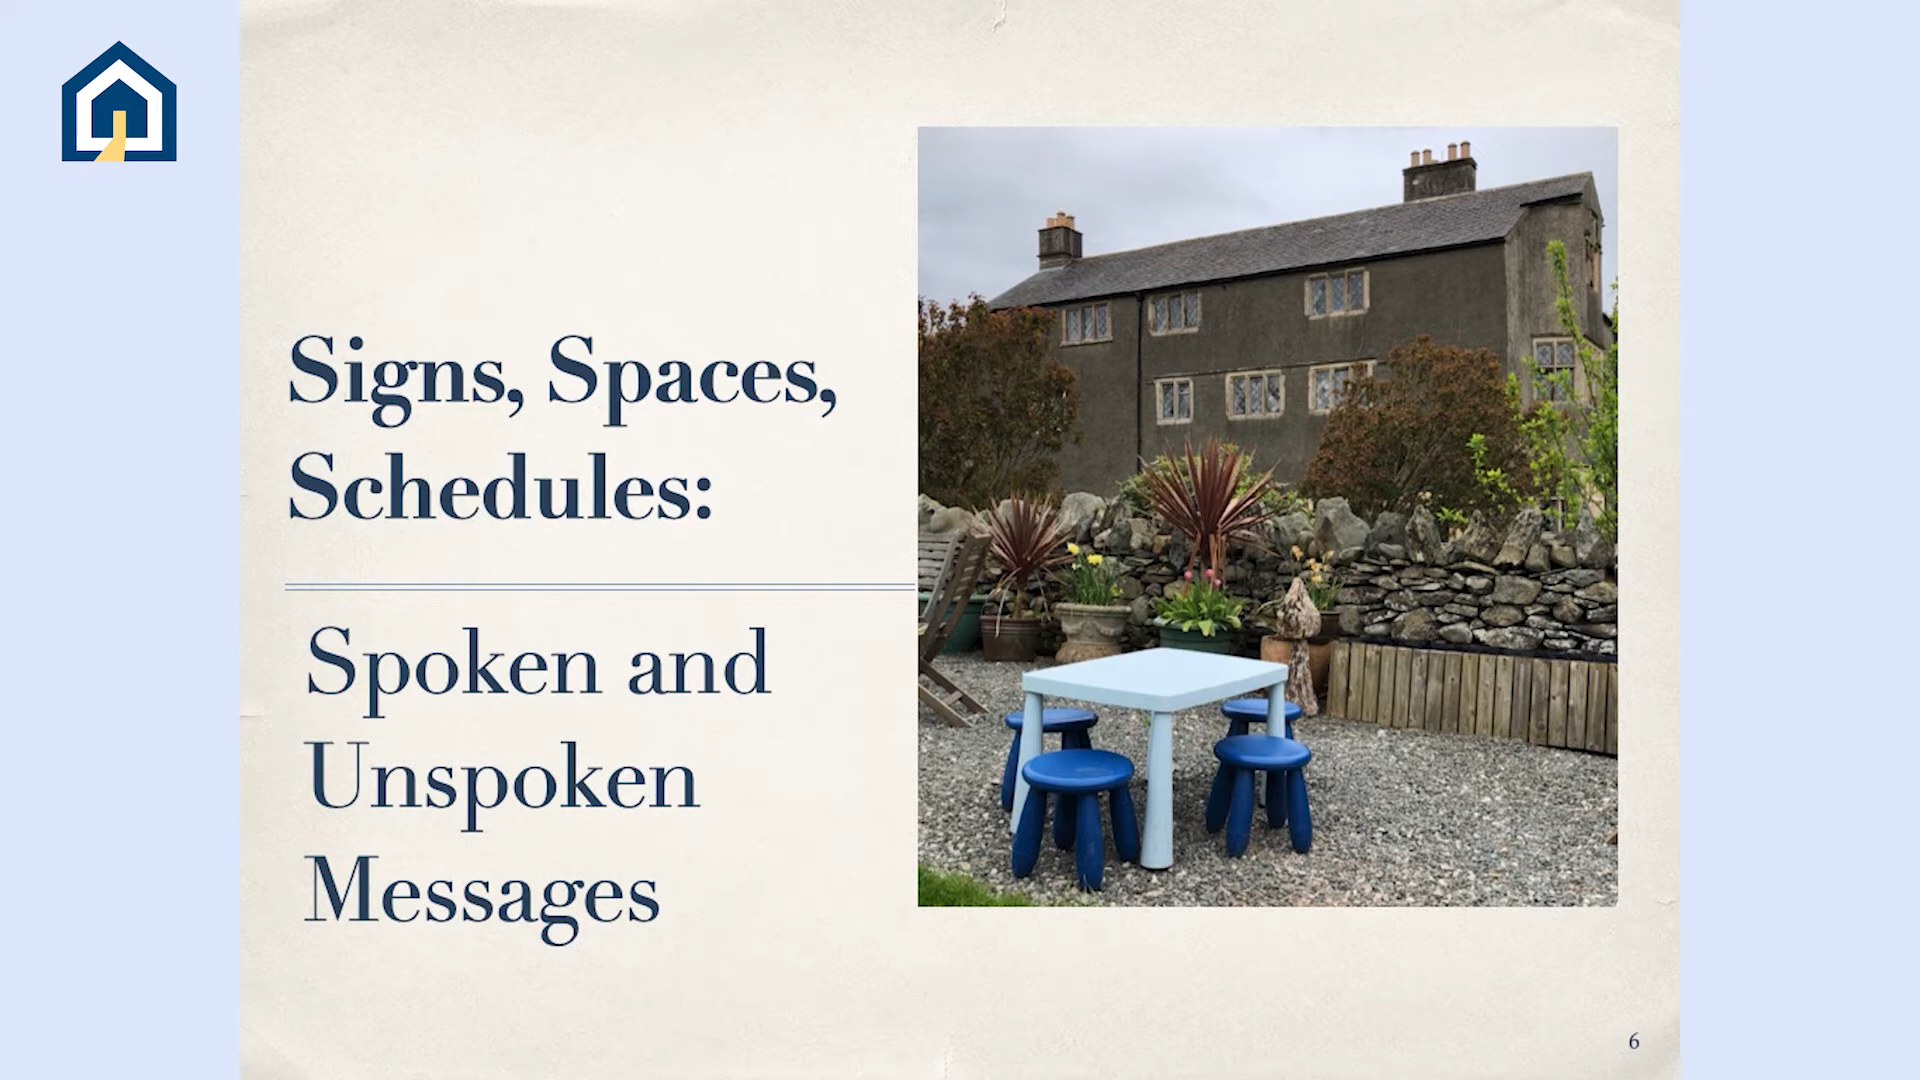 Signs, Spaces,
Schedules:
Spoken and
Unspoken
Messages
6